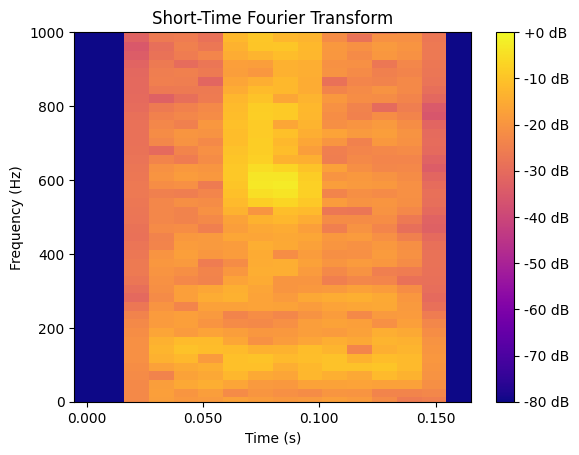 Short-Time Fourier Transform
1000
800
600
400
200
0
Frequency (Hz)
0.000
0.050
0.100
0.150
Time (s)
+0 dB
-10 dB
-20 dB
-30 dB
-40 dB
-50 dB
-60 dB
-70 dB
-80 dB